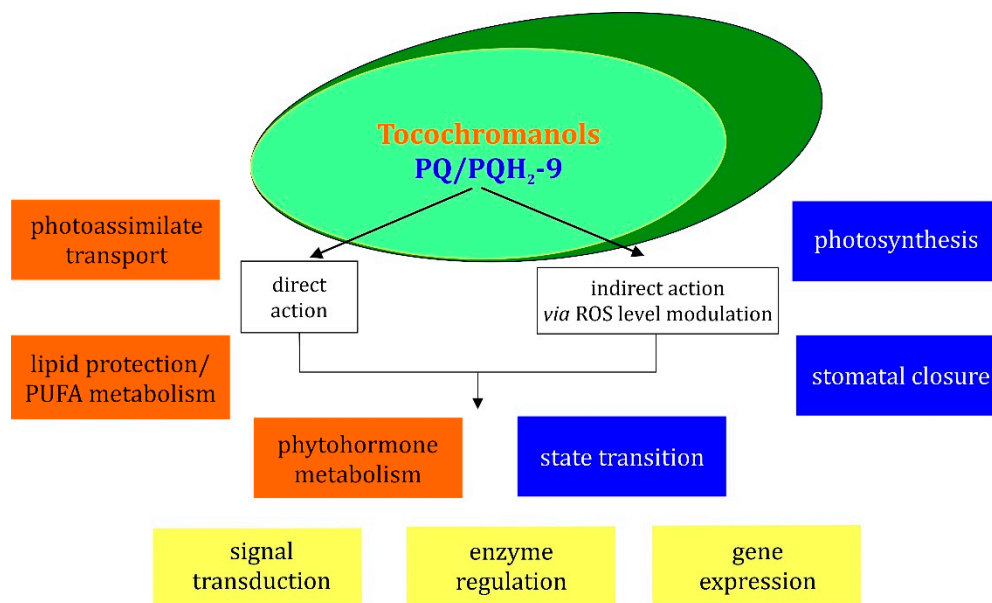 Tocochromanols
PQ/PQH₂-9
photoassimilate
transport
photosynthesis
direct
action
indirect action
via ROS level modulation
lipid protection/
PUFA metabolism
stomatal closure
phytohormone
metabolism
state transition
signal
transduction
enzyme
regulation
gene
expression